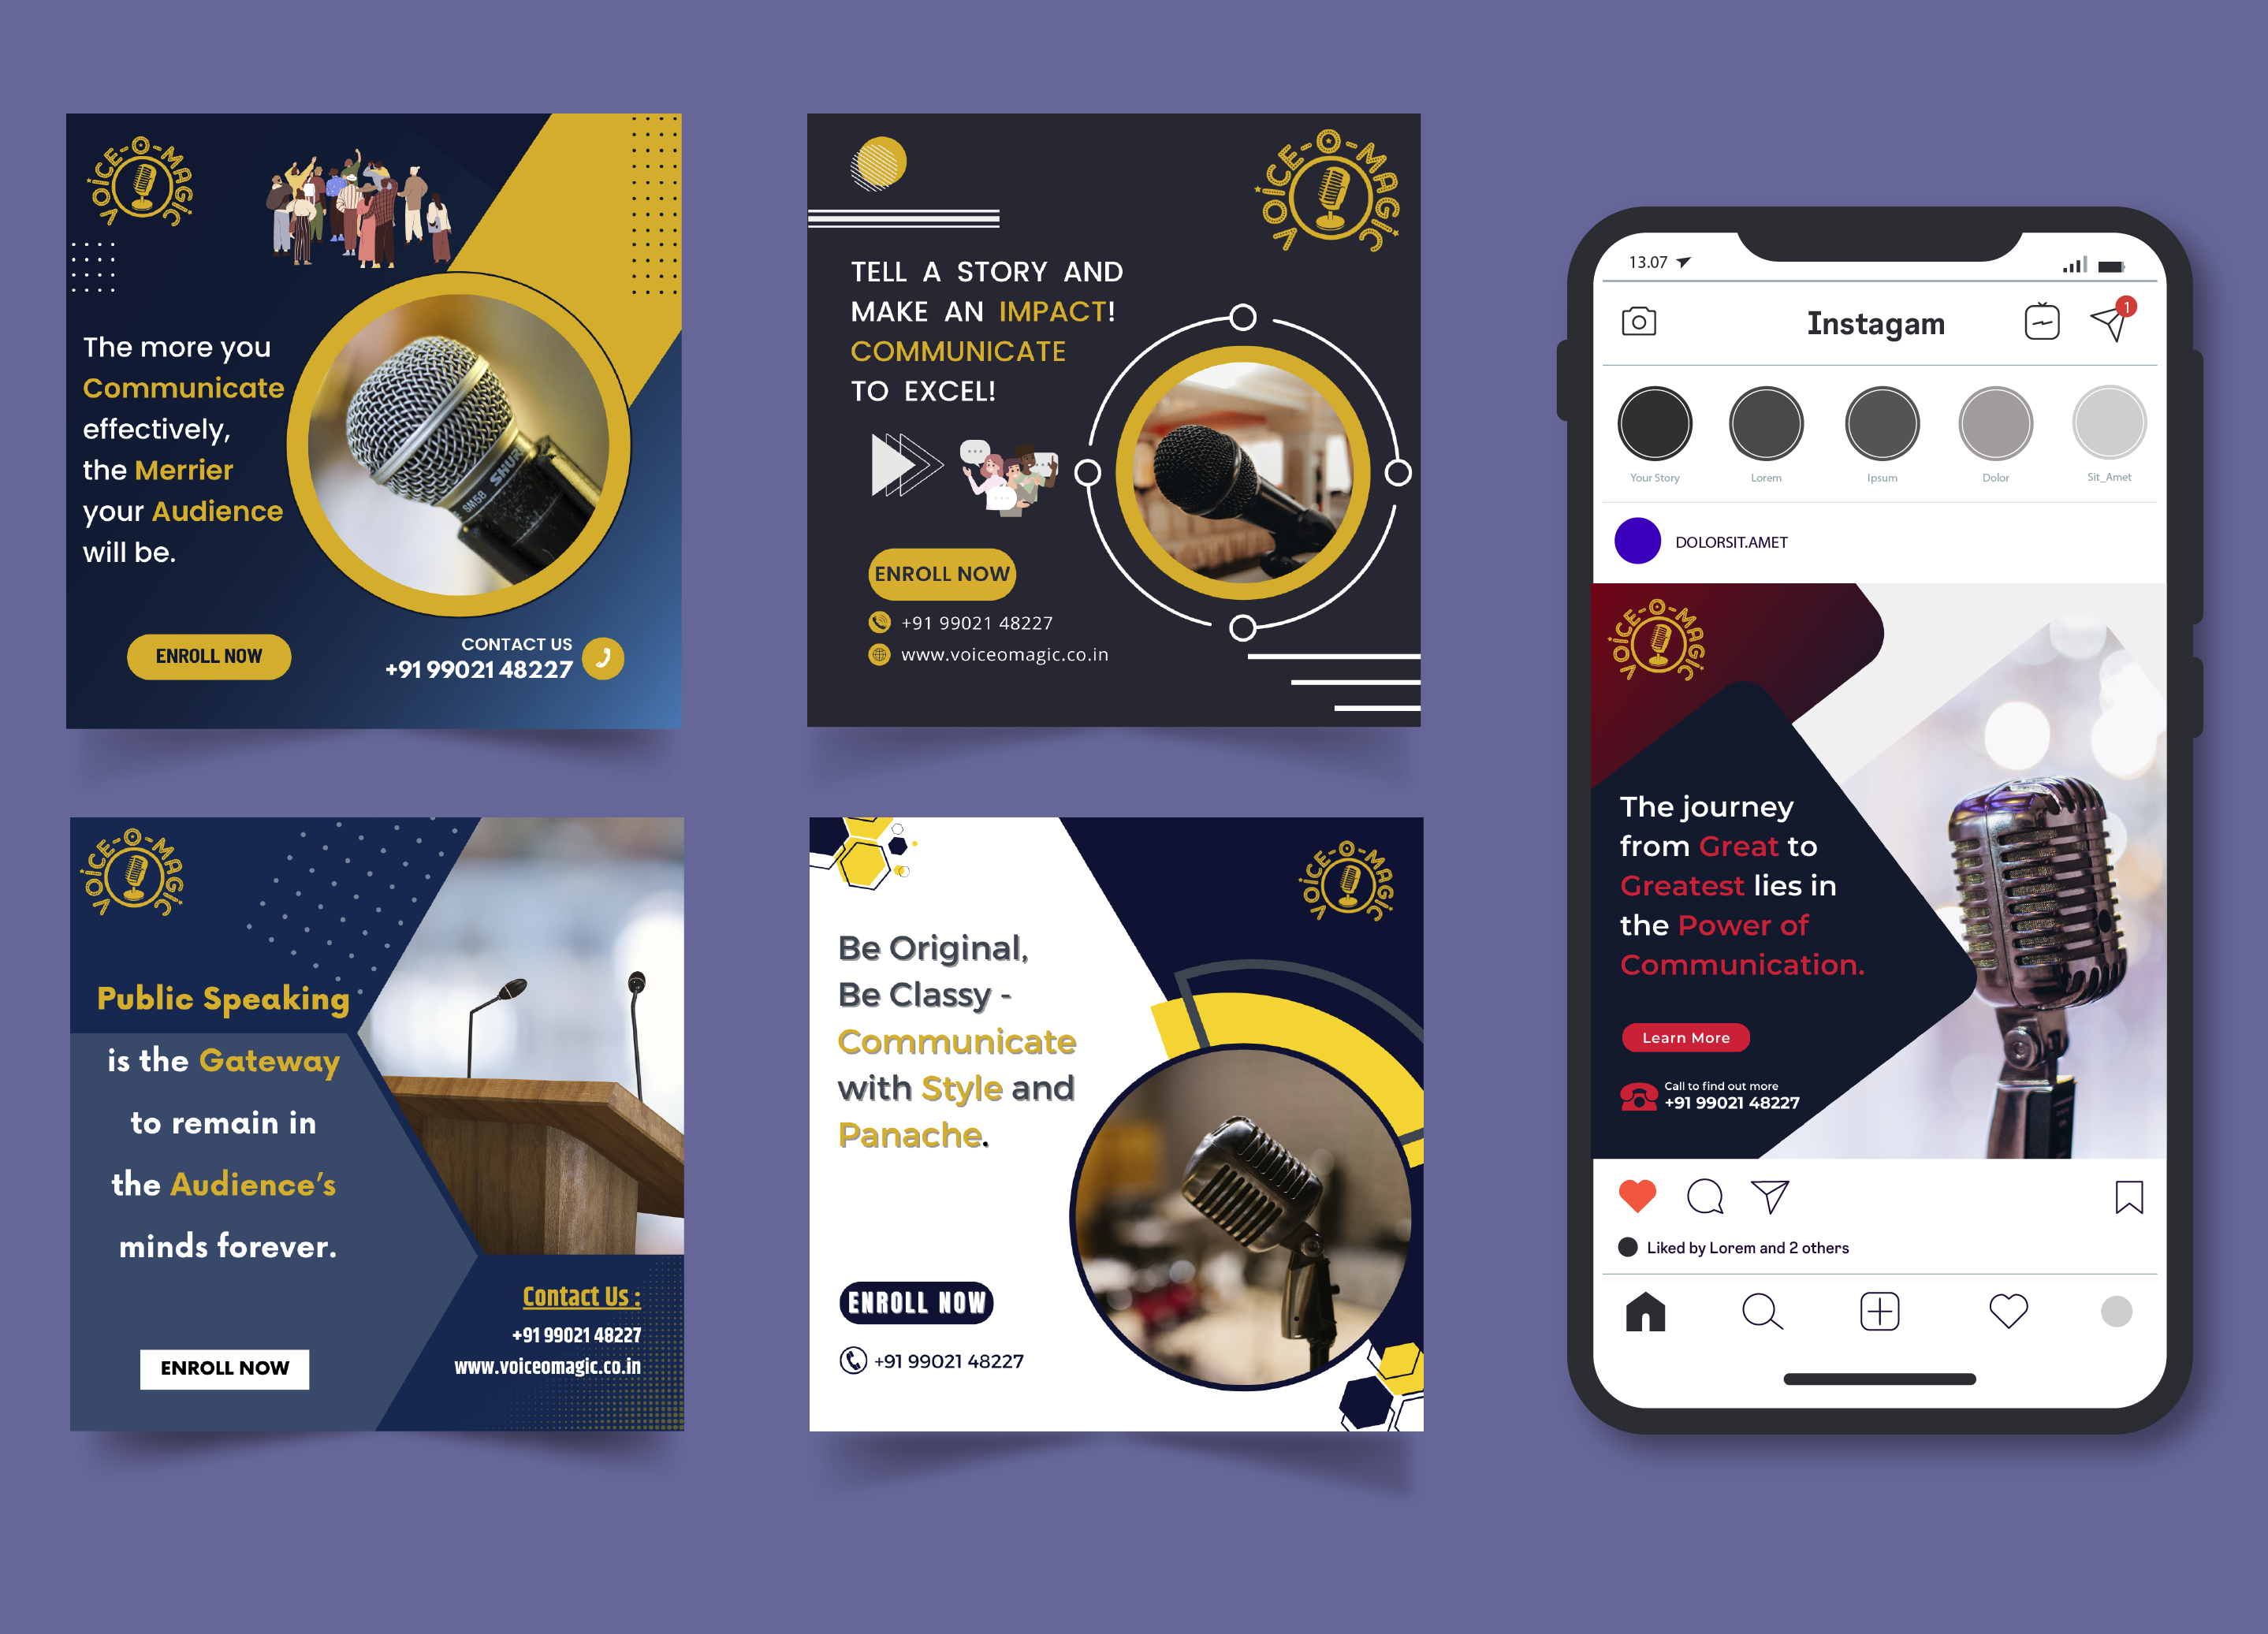 VOICE-O-MAGIC
The more you
Communicate
effectively,
the Merrier
your Audience
will be.
SHURE
SM58
ENROLL NOW
CONTACT US
+91 99021 48227
VOICE-O-MAGIC
TELL A STORY AND
MAKE AN IMPACT!
COMMUNICATE
TO EXCEL!
ENROLL NOW
+91 99021 48227
www.voiceomagic.co.in
VOICE-O-MAGIC
Public Speaking
is the Gateway
to remain in
the Audience’s
minds forever.
ENROLL NOW
Contact Us :
+91 99021 48227
www.voiceomagic.co.in
VOICE-O-MAGIC
Be Original,
Be Classy -
Communicate
with Style and
Panache.
ENROLL NOW
+91 99021 48227
13.07
Instagam
1
Your Story
Lorem
Ipsum
Dolor
Sit_Amet
DOLORSIT.AMET
VOICE-O-MAGIC
The journey
from Great to
Greatest lies in
the Power of
Communication.
Learn More
Call to find out more
+91 99021 48227
Liked by Lorem and 2 others